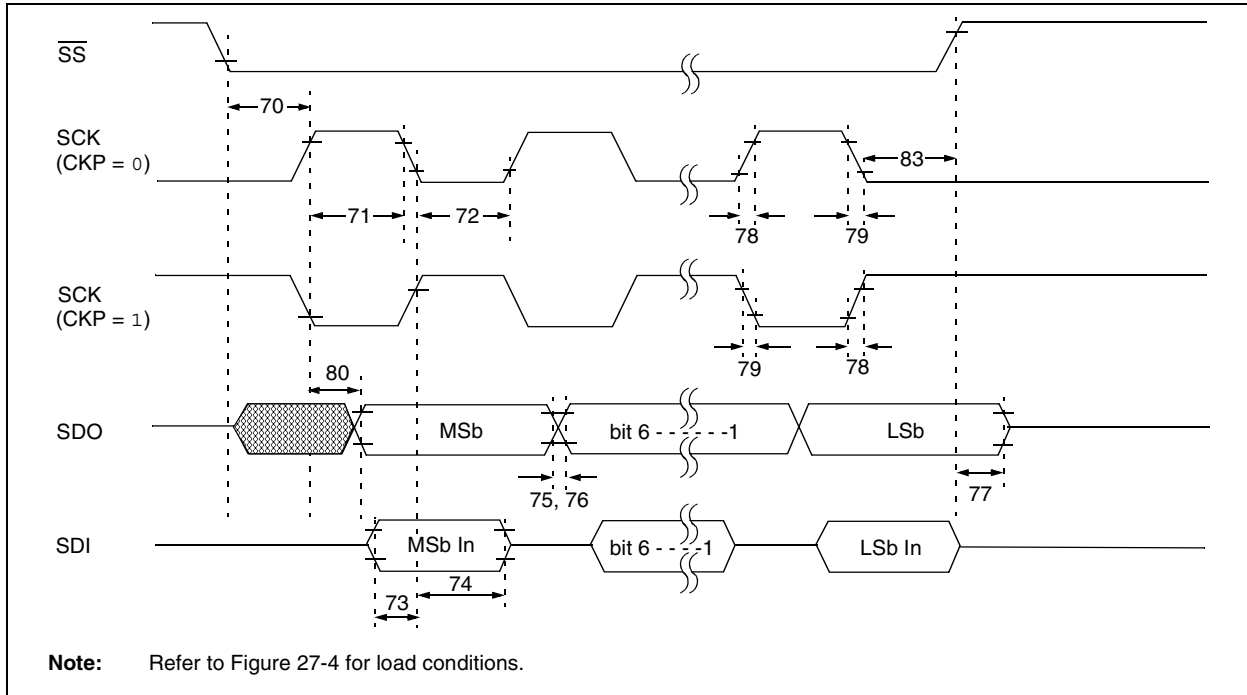 SS
70
SCK
(CKP = 0)
83
71
72
78
79
SCK
(CKP = 1)
79
78
80
SDO
MSb
bit 6 - - - - - -1
LSb
75, 76
77
SDI
MSb In
bit 6 - - - - -1
LSb In
74
73
Note: Refer to Figure 27-4 for load conditions.